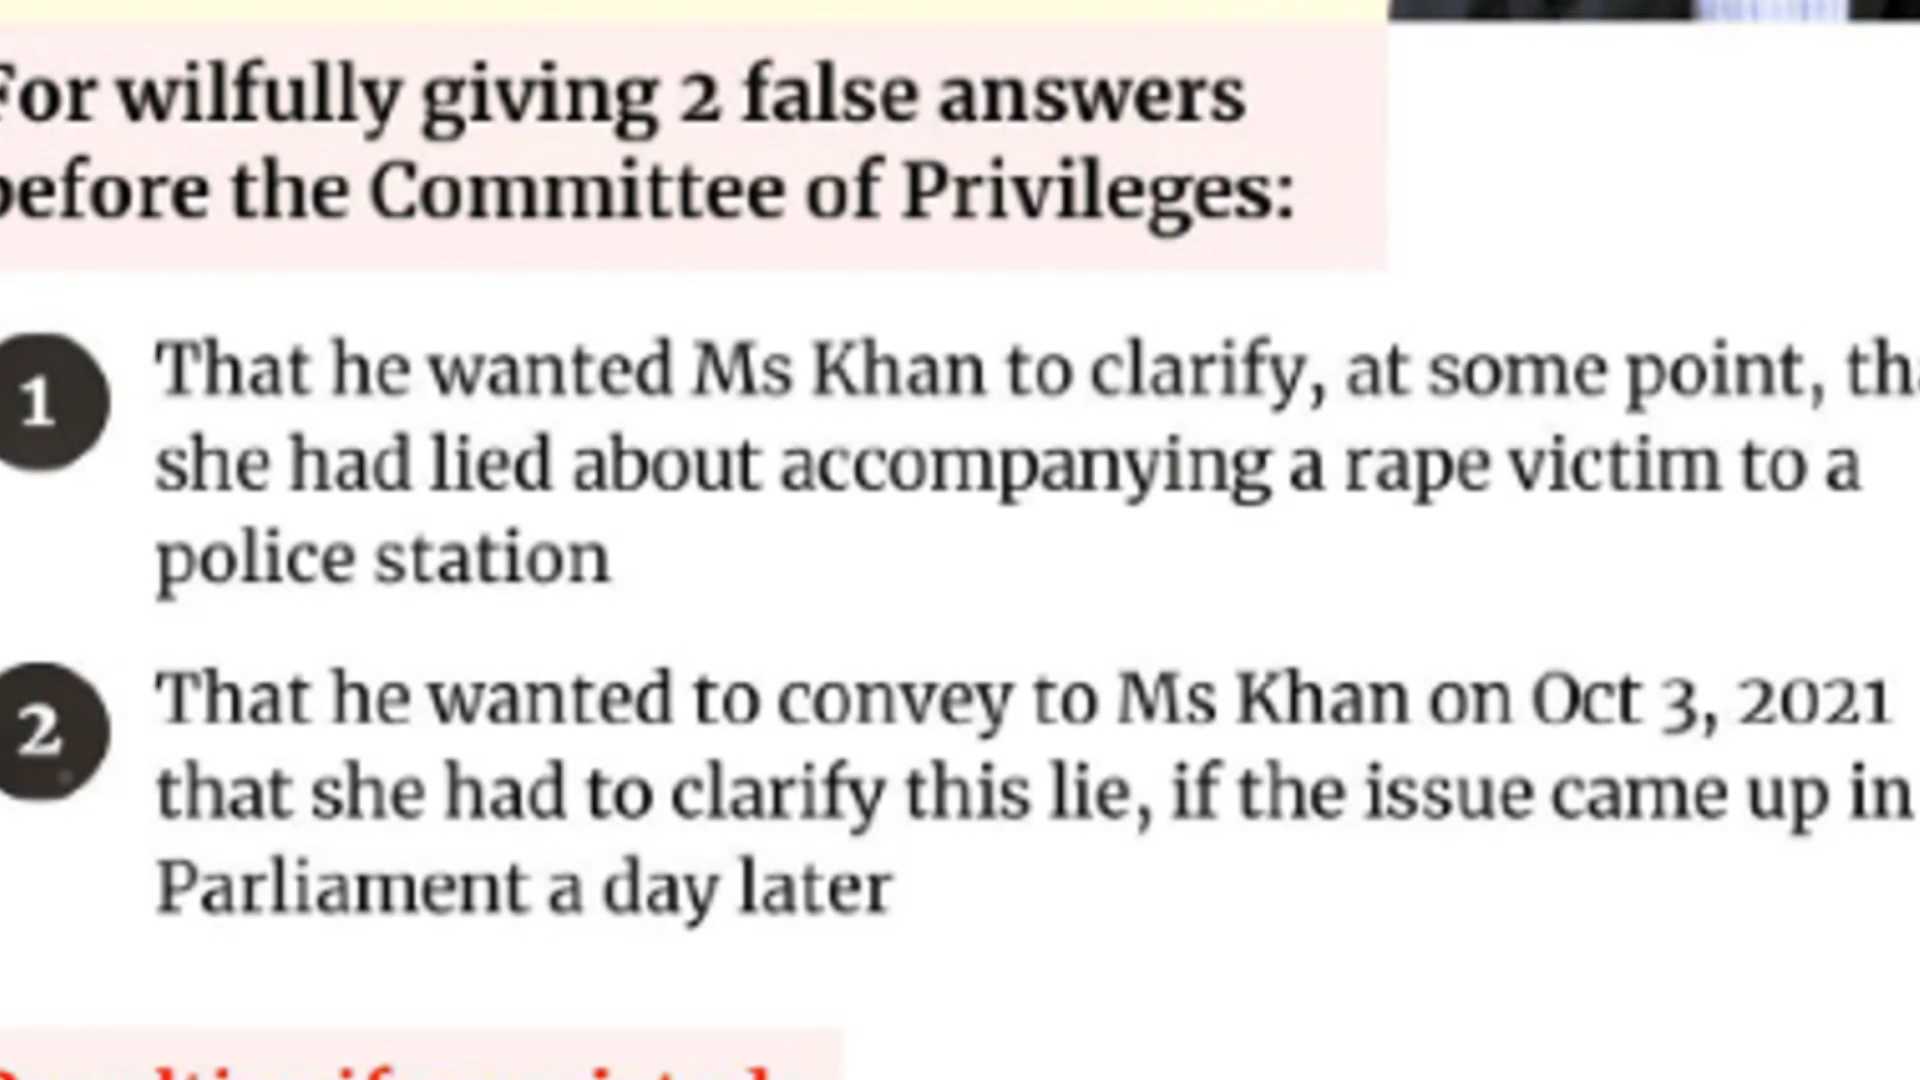 For wilfully giving 2 false answers
before the Committee of Privileges:
1
That he wanted Ms Khan to clarify, at some point, tha
she had lied about accompanying a rape victim to a
police station
2
That he wanted to convey to Ms Khan on Oct 3, 2021
that she had to clarify this lie, if the issue came up in
Parliament a day later